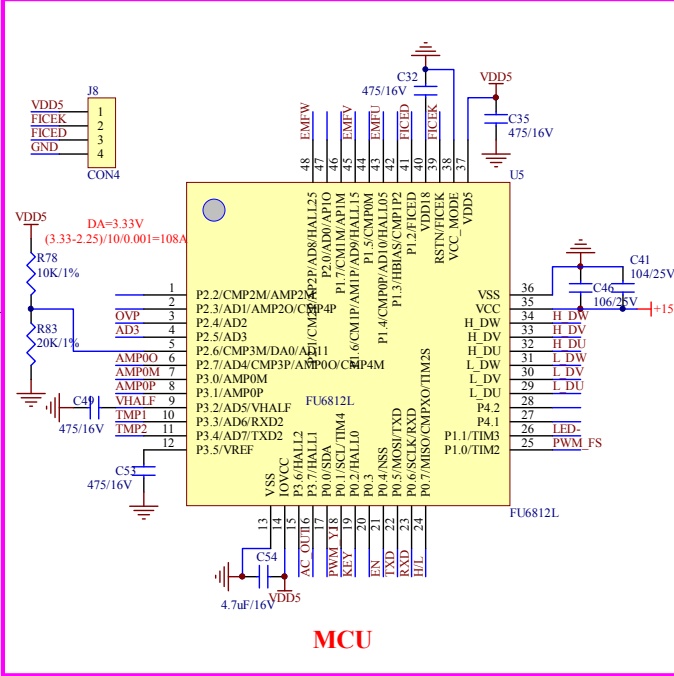 J8
VDD5 1
FICEK 2
FICED 3
GND 4
CON4
C32
475/16V
VDD5
C35
475/16V
EMFW
EMFV
EMFU
FICED
FICEK
48
47
46
45
44
43
42
41
40
39
38
37
U5
P2.0/AD0/AP1O
P1.7/CM1M/AP1M
P1.6/CM1P/AM1P/AD9/HALL15
P1.5/CMP0M
P1.4/CMP0P/AD10/HALL05
P1.3/HBIAS/CMP1P2
P1.2/FICED
VDD18
RSTN/FICEK
VCC_MODE
VDD5
VDD5
DA=3.33V
(3.33-2.25)/10/0.001=108A
R78
10K/1%
R83
20K/1%
1 P2.2/CMP2M/AMP2M
2 P2.3/AD1/AMP2O/CMP4P
OVP 3 P2.4/AD2
AD3 4 P2.5/AD3
5 P2.6/CMP3M/DA0/AD11
AMP0O 6 P2.7/AD4/CMP3P/AMP0O/CMP4M
AMP0M 7 P3.0/AMP0M
AMP0P 8 P3.1/AMP0P
VHALF 9 P3.2/AD5/VHALF
TMP1 10 P3.3/AD6/RXD2
TMP2 11 P3.4/AD7/TXD2
12 P3.5/VREF
C49
475/16V
C53
475/16V
FU6812L
VSS 36
VCC 35
H_DW 34 H_DW
H_DV 33 H_DV
H_DU 32 H_DU
L_DW 31 L_DW
L_DV 30 L_DV
L_DU 29 L_DU
P4.2 28
P4.1 27
P1.1/TIM3 26 LED-
P1.0/TIM2 25 PWM_FS
C41
104/25V
C46
106/25V
+15
VSS
IOVCC
P3.6/HALL2
P3.7/HALL1
P0.0/SDA
P0.1/SCL/TIM4
P0.2/HALL0
P0.3
P0.4/NSS
P0.5/MOSI/TXD
P0.6/SCLK/RXD
P0.7/MISO/CMPXO/TIM2S
FU6812L
13
14
15
16
17
18
19
20
21
22
23
24
AC_OUT
PWM_YJ
KEY
EN
TXD
RXD
H/L
C54
4.7uF/16V
VDD5
MCU